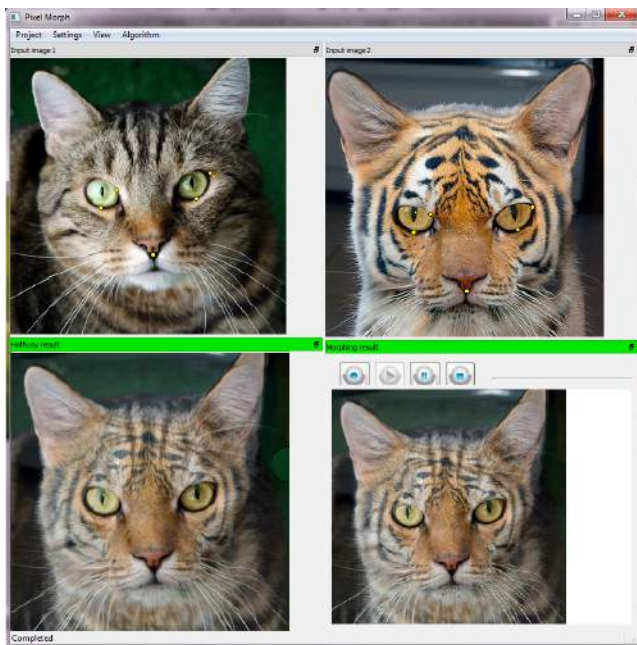 Pixel Morph
Project Settings View Algorithm
Input image 1
Input image 2
Halfway result
Morphing result
Completed